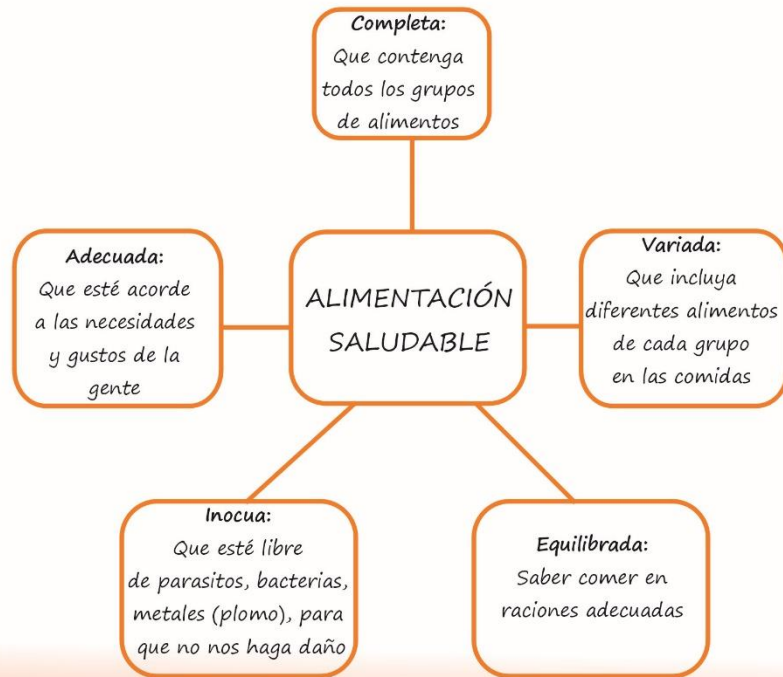 Completa:
Que contenga
todos los grupos
de alimentos
Adecuada:
Que esté acorde
a las necesidades
y gustos de la
gente
ALIMENTACIÓN
SALUDABLE
Variada:
Que incluya
diferentes alimentos
de cada grupo
en las comidas
Inocua:
Que esté libre
de parasitos, bacterias,
metales (plomo), para
que no nos haga daño
Equilibrada:
Saber comer en
raciones adecuadas